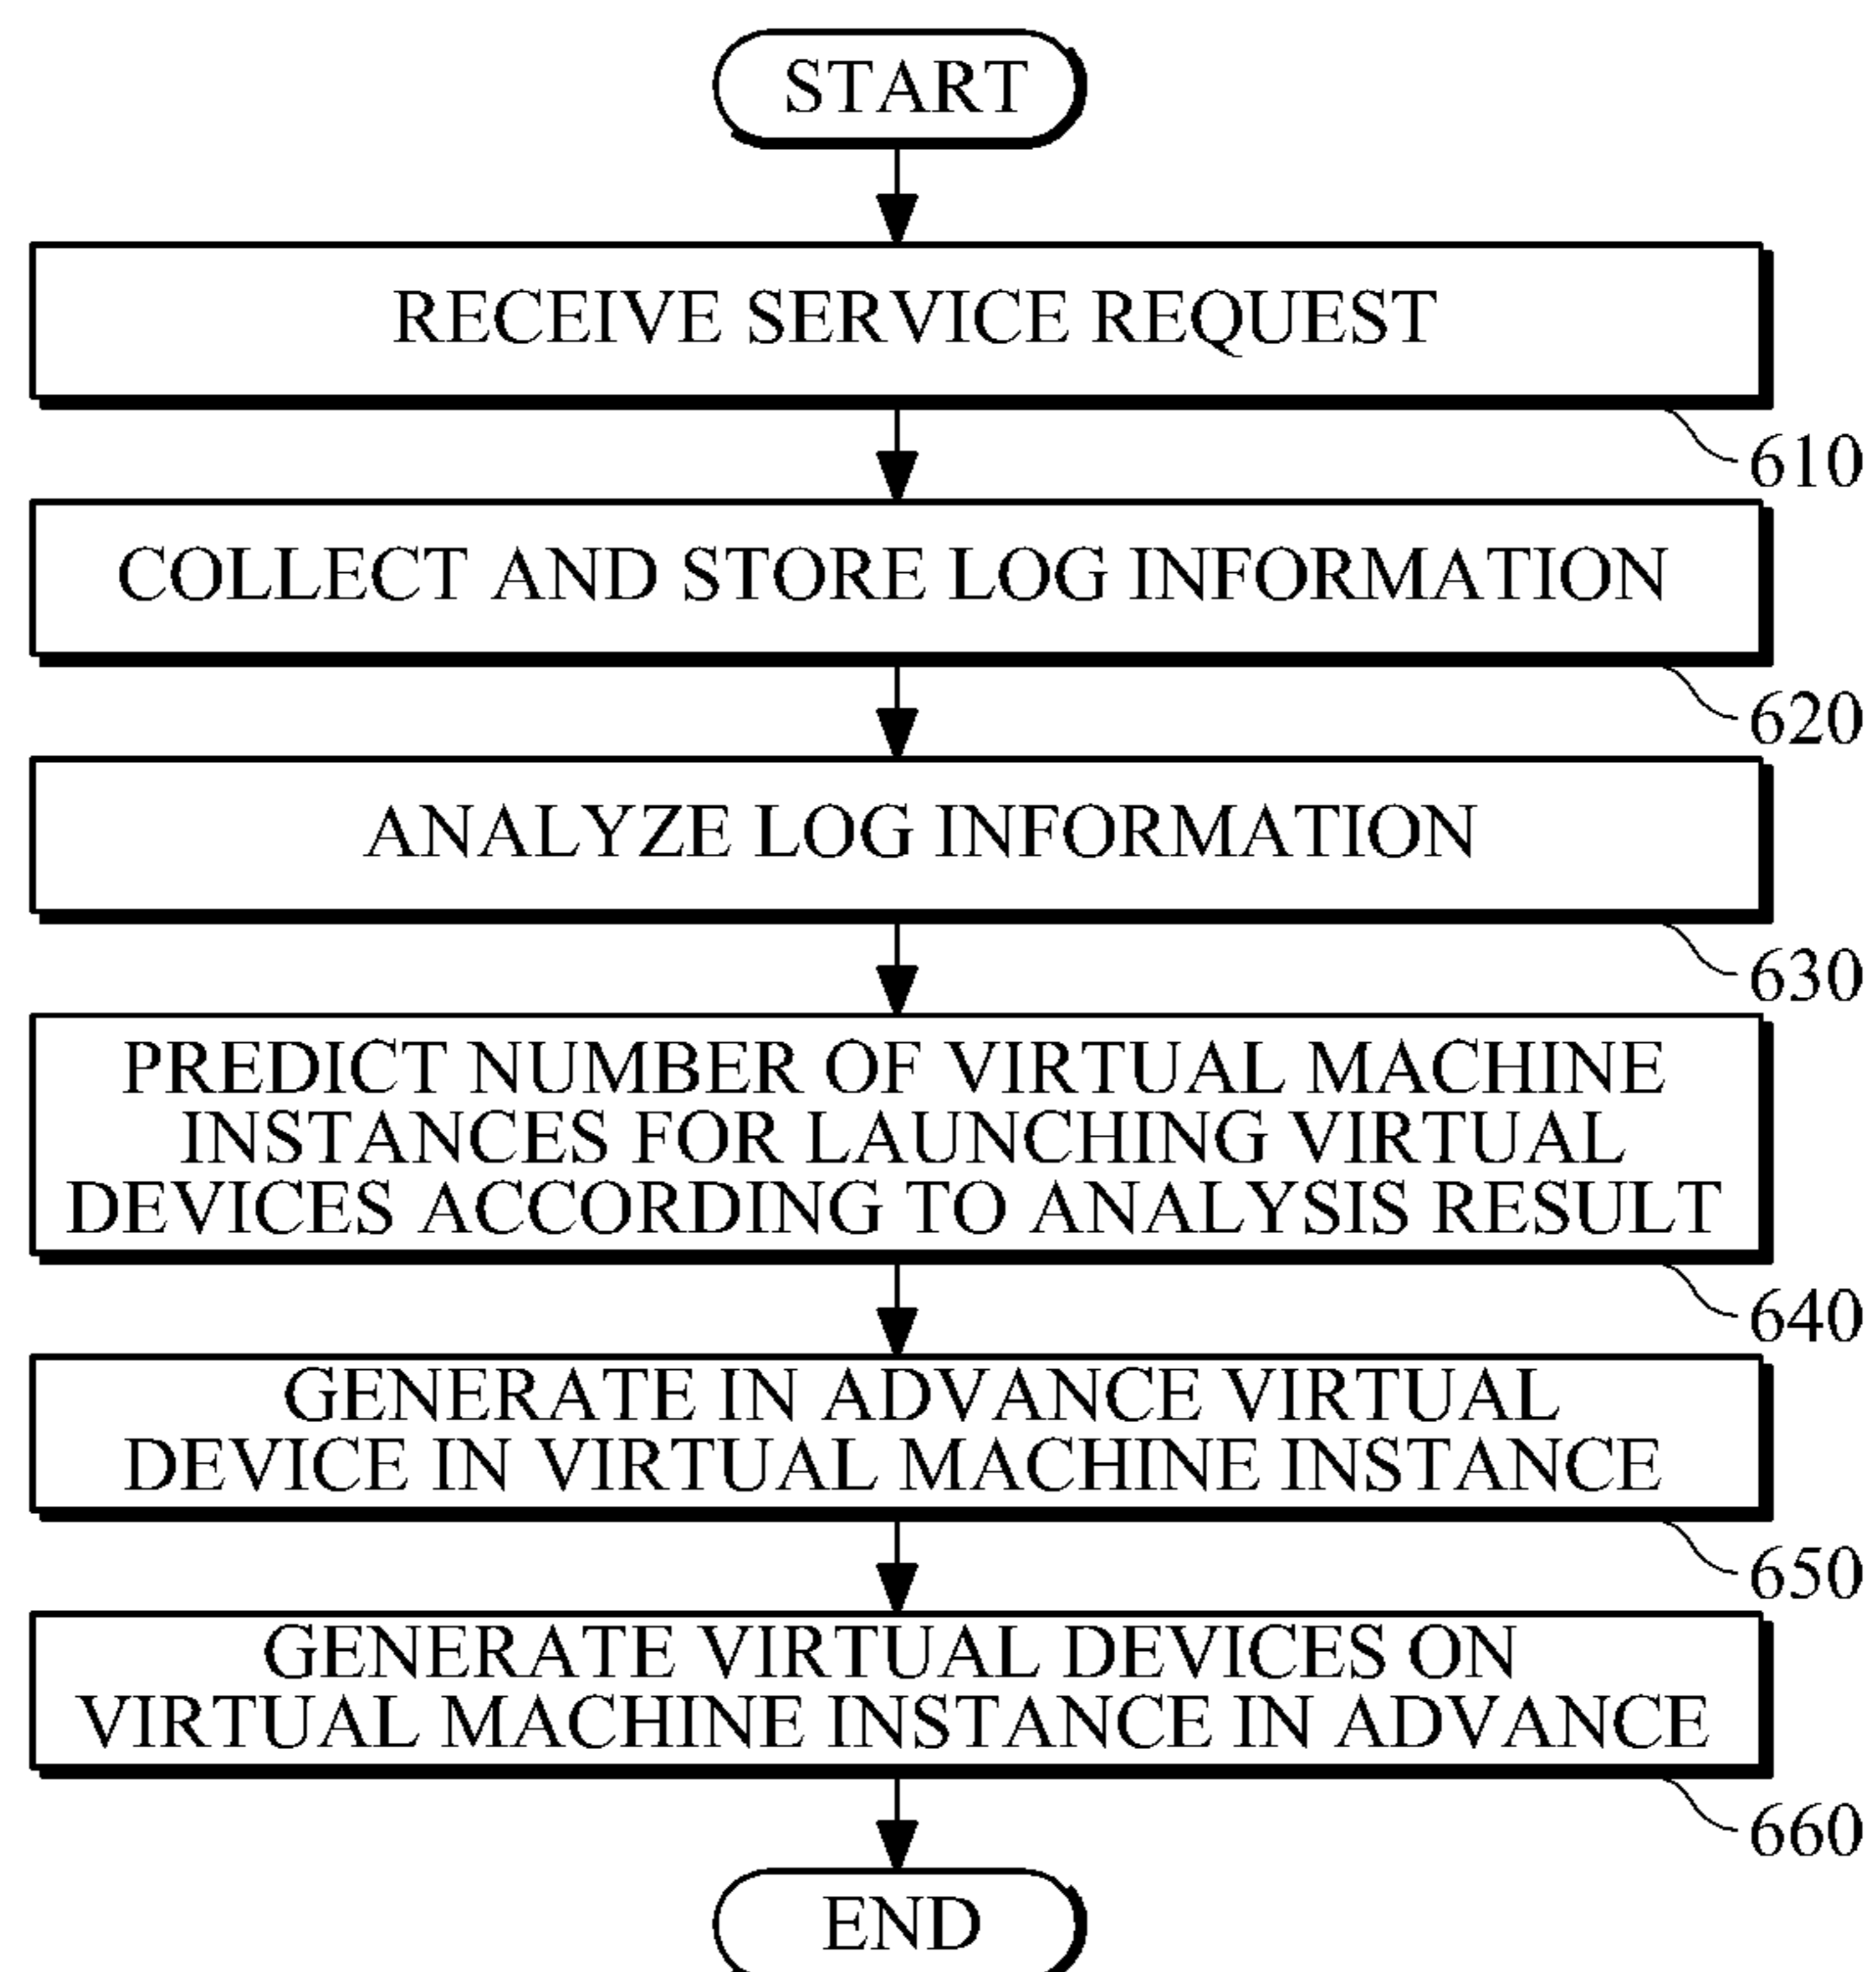 START
RECEIVE SERVICE REQUEST
610
COLLECT AND STORE LOG INFORMATION
620
ANALYZE LOG INFORMATION
630
PREDICT NUMBER OF VIRTUAL MACHINE
INSTANCES FOR LAUNCHING VIRTUAL
DEVICES ACCORDING TO ANALYSIS RESULT
640
GENERATE IN ADVANCE VIRTUAL
DEVICE IN VIRTUAL MACHINE INSTANCE
650
GENERATE VIRTUAL DEVICES ON
VIRTUAL MACHINE INSTANCE IN ADVANCE
660
END